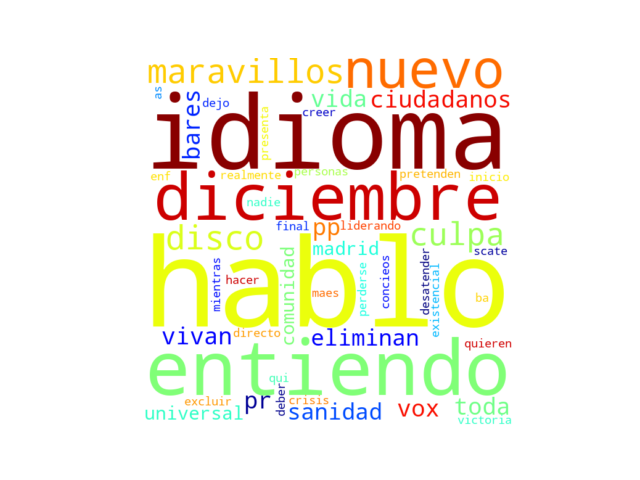 maravillos nuevo
as dejo vida ciudadanos
bares presenta creer
idioma
enf realmente personas pretenden inicio
diciembre
nadie
final pp liderando
disco culpa
madrid scate
hablo
mientras hacer comunidad maes perderse concieos desatender existencial ba
vivan directo eliminan quieren
entiendo
qui
excluir pr deber crisis
universal sanidad vox toda
victoria